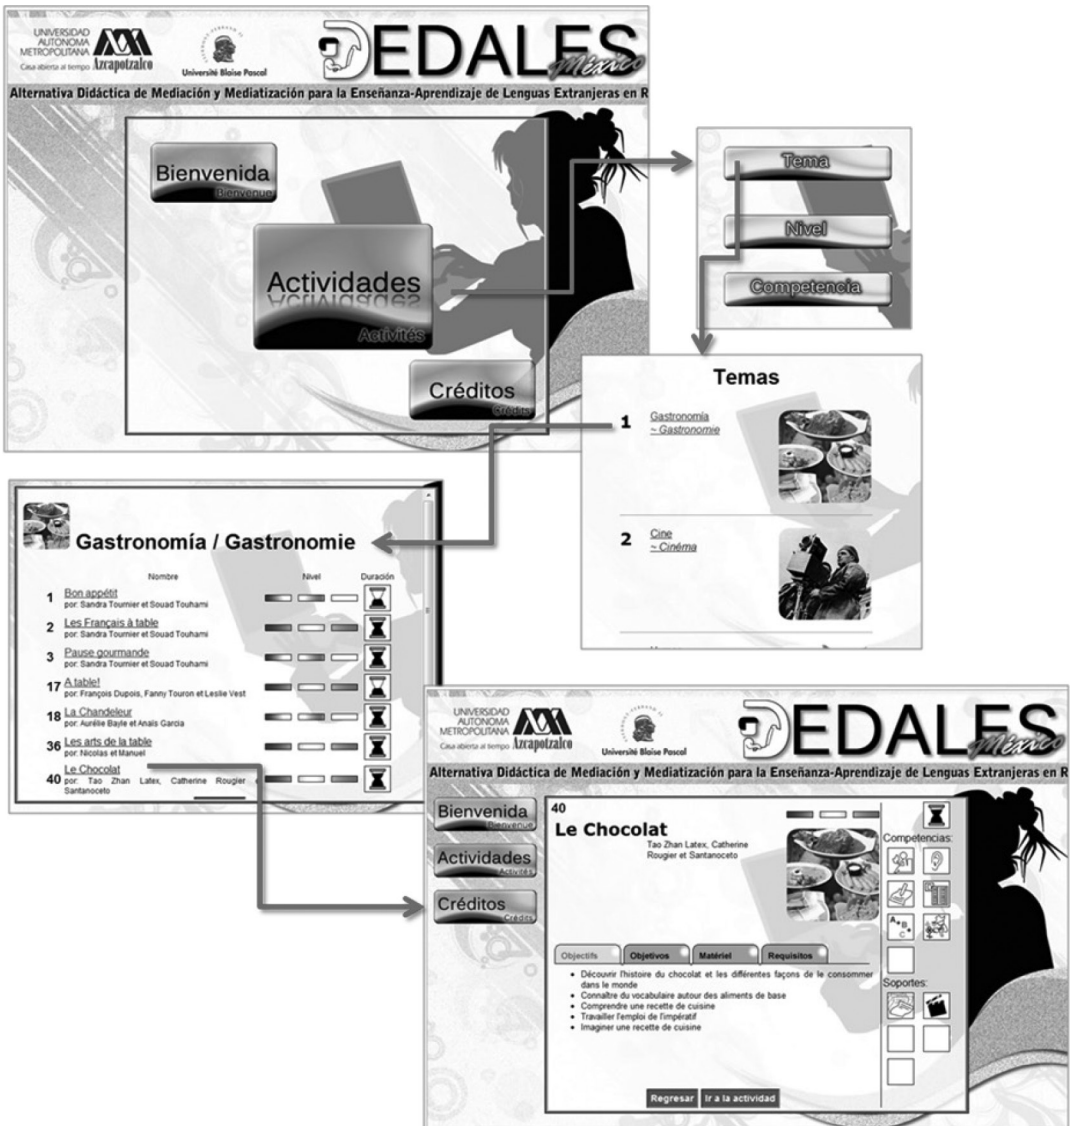 UNIVERSIDAD
AUTONOMA
METROPOLITANA
Casa abierta al tiempo Azcapotzalco
Université Blaise Pascal
DEDALES
México
Alternativa Didáctica de Mediación y Mediatización para la Enseñanza-Aprendizaje de Lenguas Extranjeras en R
Bienvenida
Bienvenue
Actividades
Activités
Créditos
Crédits
Tema
Nivel
Competencia
Temas
1 Gastronomía
~ Gastronomie
2 Cine
~ Cinéma
Gastronomía / Gastronomie
Nombre Nivel Duración
1 Bon appétit
por: Sandra Tournier et Souad Touhami
2 Les Français à table
por: Sandra Tournier et Souad Touhami
3 Pause gourmande
por: Sandra Tournier et Souad Touhami
17 A table!
por: François Dupois, Fanny Touron et Leslie Vest
18 La Chandeleur
por: Aurélie Bayle et Anaïs Garcia
36 Les arts de la table
por: Nicolas et Manuel
Le Chocolat
40 por: Tao Zhan Latex, Catherine Rougier e
Santanoceto
UNIVERSIDAD
AUTONOMA
METROPOLITANA
Casa abierta al tiempo Azcapotzalco
Université Blaise Pascal
DEDALES
México
Alternativa Didáctica de Mediación y Mediatización para la Enseñanza-Aprendizaje de Lenguas Extranjeras en R
Bienvenida
Bienvenue
Actividades
Activités
Créditos
Crédits
40
Le Chocolat
Tao Zhan Latex, Catherine
Rougier et Santanoceto
Competencias:
A B C
Soportes:
Objectifs Objetivos Matériel Requisitos
• Découvrir l'histoire du chocolat et les différentes façons de le consommer
dans le monde
• Connaître du vocabulaire autour des aliments de base
• Comprendre une recette de cuisine
• Travailler l'emploi de l'impératif
• Imaginer une recette de cuisine
Regresar Ir a la actividad